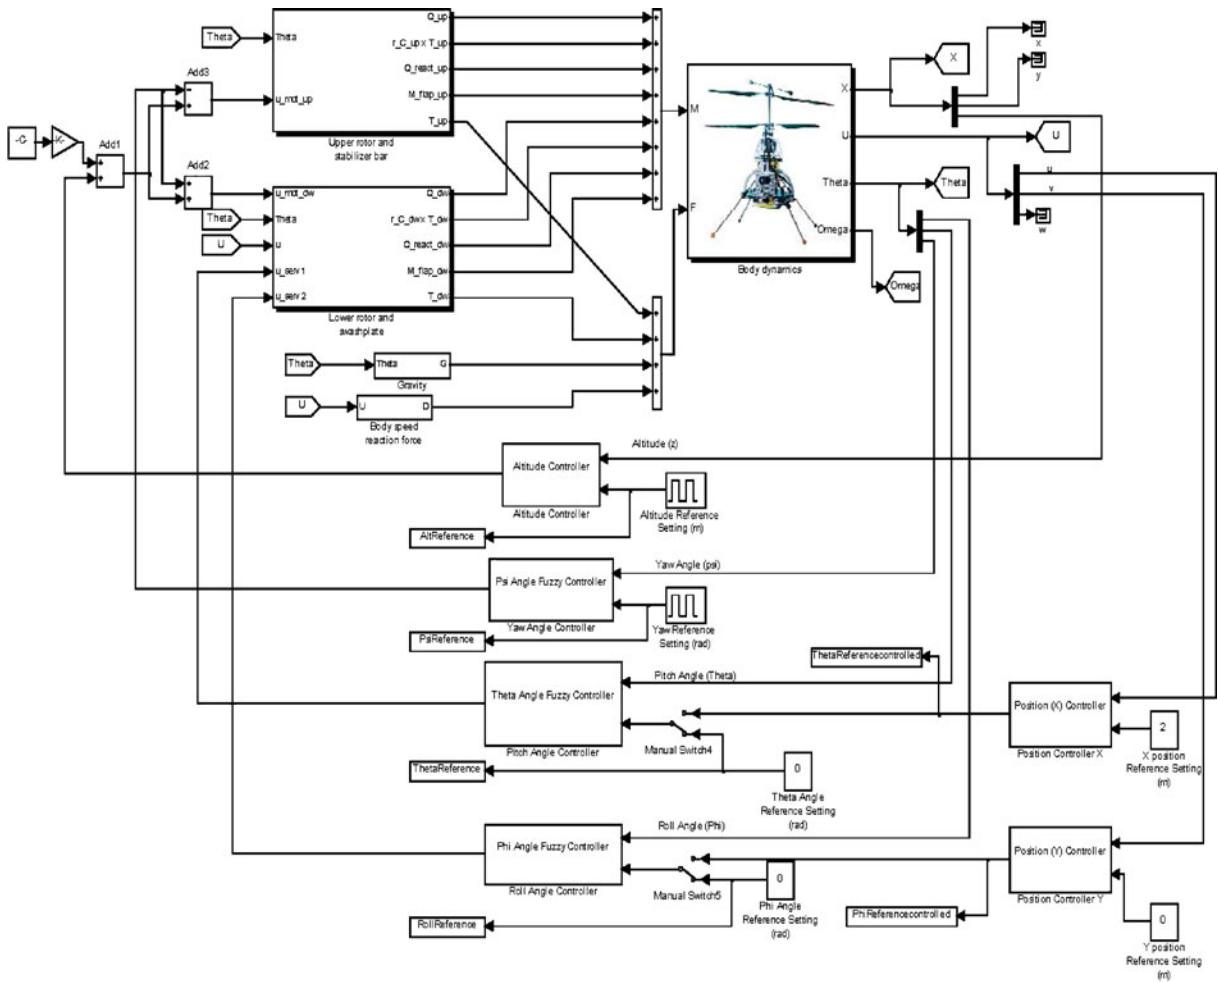 Q_up
x
Theta
Theta
r_C_up x T_up
X
y
Add3
Q_react_up
X
u_mot_up
M_flap_up
M
-C-
K-
Add1
T_up
U
U
Upper rotor and
stabilizer bar
Add2
u
u_mot_dw
Q_dw
Theta
Theta
v
Theta
Theta
r_C_dw x T_dw
F
w
U
u
Q_react_dw
Omega
u_serv1
M_flap_dw
Body dynamics
Omega
u_serv2
T_dw
Lower rotor and
swashplate
Theta
Theta
G
Gravity
U
U
D
Body speed
reaction force
Altitude (z)
Altitude Controller
Altitude Controller
Altitude Reference
Setting (m)
AltReference
Yaw Angle (psi)
Psi Angle Fuzzy Controller
Yaw Angle Controller
Yaw Reference
Setting (rad)
PsiReference
ThetaReferencecontrolled
Pitch Angle (Theta)
Theta Angle Fuzzy Controller
Position (X) Controller
2
Pitch Angle Controller
Manual Switch4
Position Controller X
X position
Reference Setting
(m)
ThetaReference
0
Theta Angle
Reference Setting
(rad)
Roll Angle (Phi)
Phi Angle Fuzzy Controller
Position (Y) Controller
0
Roll Angle Controller
Manual Switch5
Position Controller Y
Phi Angle
Reference Setting
(rad)
PhiReferencecontrolled
RollReference
0
Y position
Reference Setting
(m)